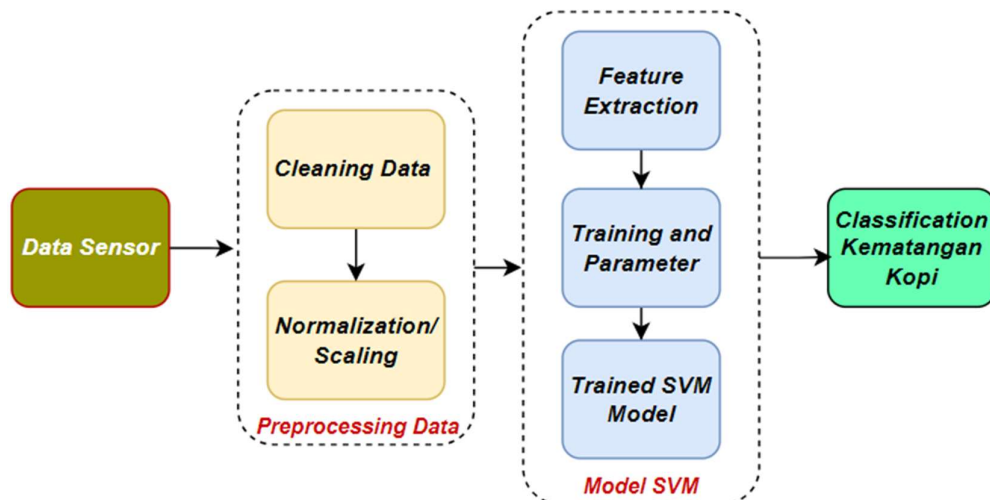 Data Sensor
Cleaning Data
Normalization/
Scaling
Preprocessing Data
Feature
Extraction
Training and
Parameter
Trained SVM
Model
Model SVM
Classification
Kematangan
Kopi